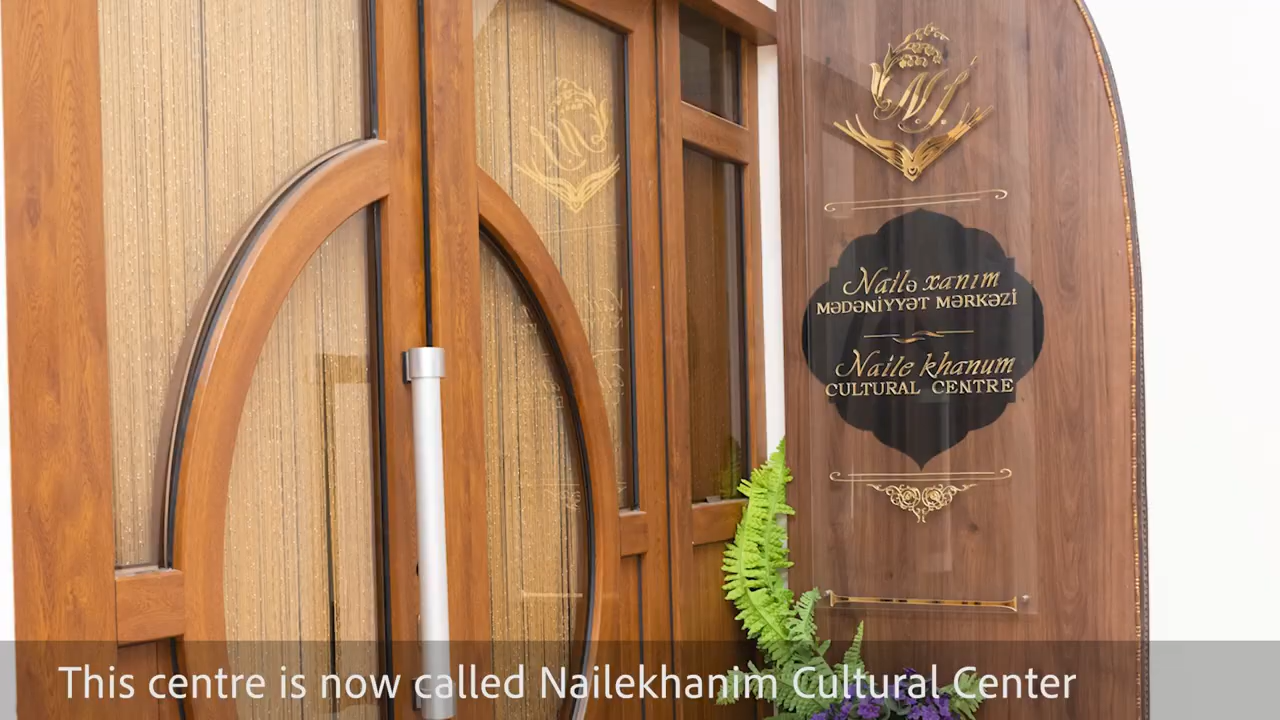 N.I.
Nailə xanım
MƏDƏNİYYƏT MƏRKƏZİ
Naile khanum
CULTURAL CENTRE
This centre is now called Nailekhanim Cultural Center